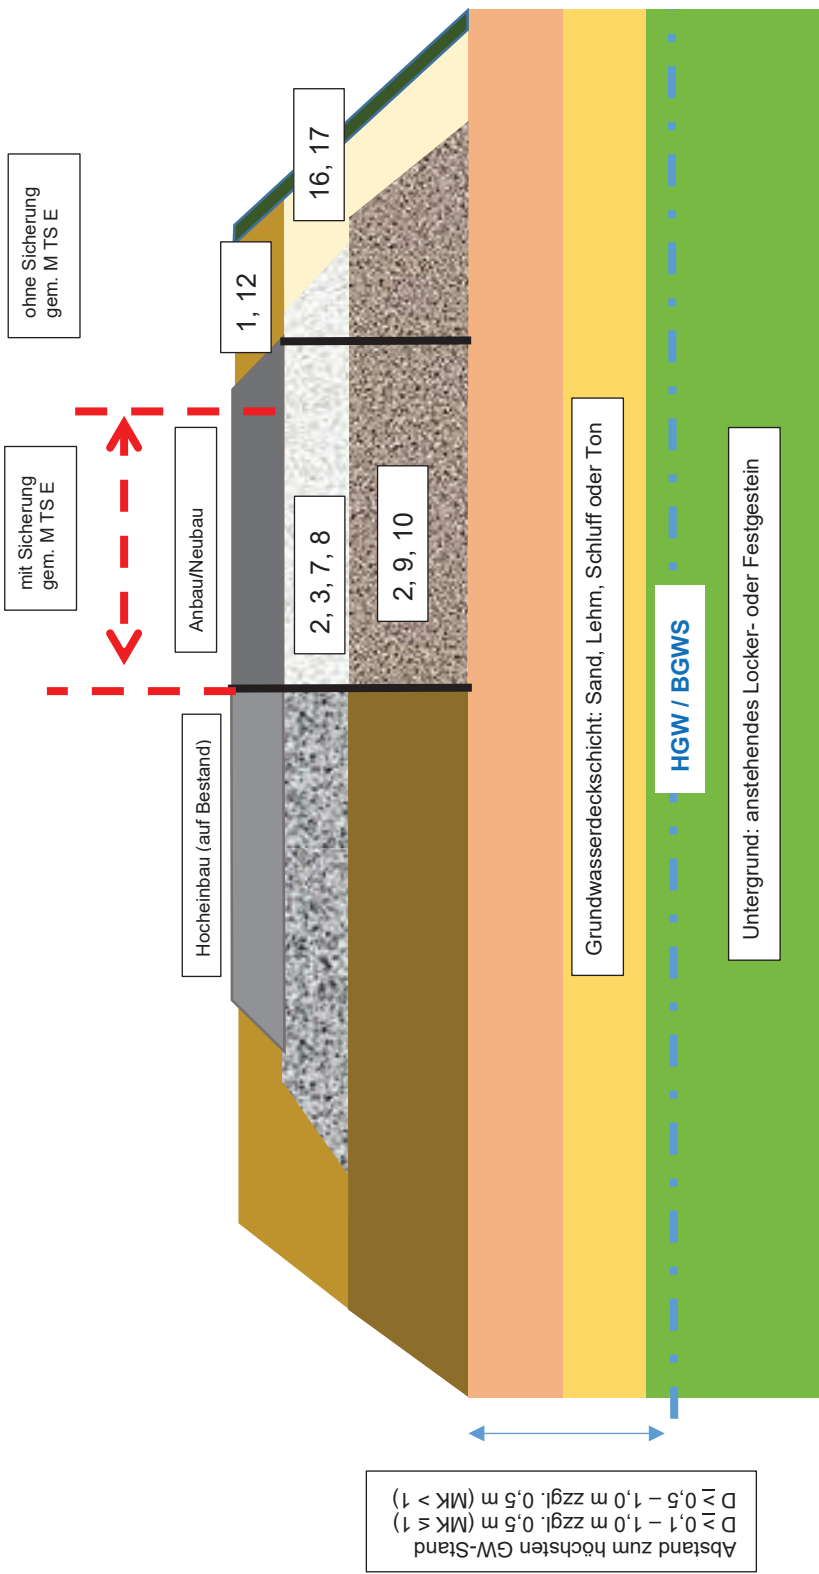 ohne Sicherung
gem. M TS E
mit Sicherung
gem. M TS E
Anbau/Neubau
Hocheinbau (auf Bestand)
1, 12
16, 17
2, 3, 7, 8
2, 9, 10
Grundwasserdeckschicht: Sand, Lehm, Schluff oder Ton
HGW / BGWS
Untergrund: anstehendes Locker- oder Festgestein
Abstand zum höchsten GW-Stand
D ≥ 0,1 – 1,0 m zzgl. 0,5 m (MK ≤ 1)
D ≥ 0,5 – 1,0 m zzgl. 0,5 m (MK > 1)